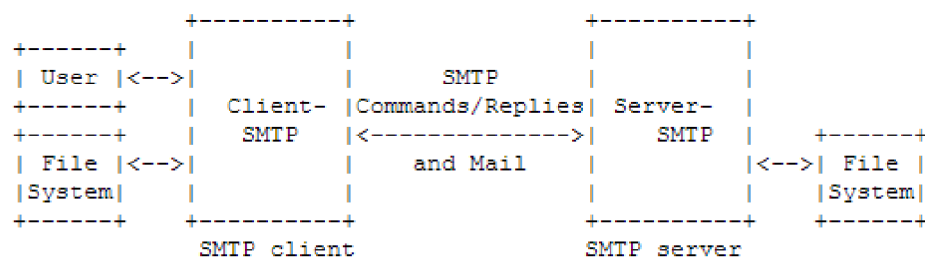 +----------+                +----------+
+------+        |          |                |          |
| User |<-->|          |      SMTP      |          |
+------+        |  Client- |Commands/Replies| Server-  |
+------+        |   SMTP   |<-------------->|    SMTP  |    +------+
| File |<-->|          |    and Mail    |          |<-->| File |
|System|        |          |                |          |    |System|
+------+        +----------+                +----------+    +------+
                 SMTP client                SMTP server